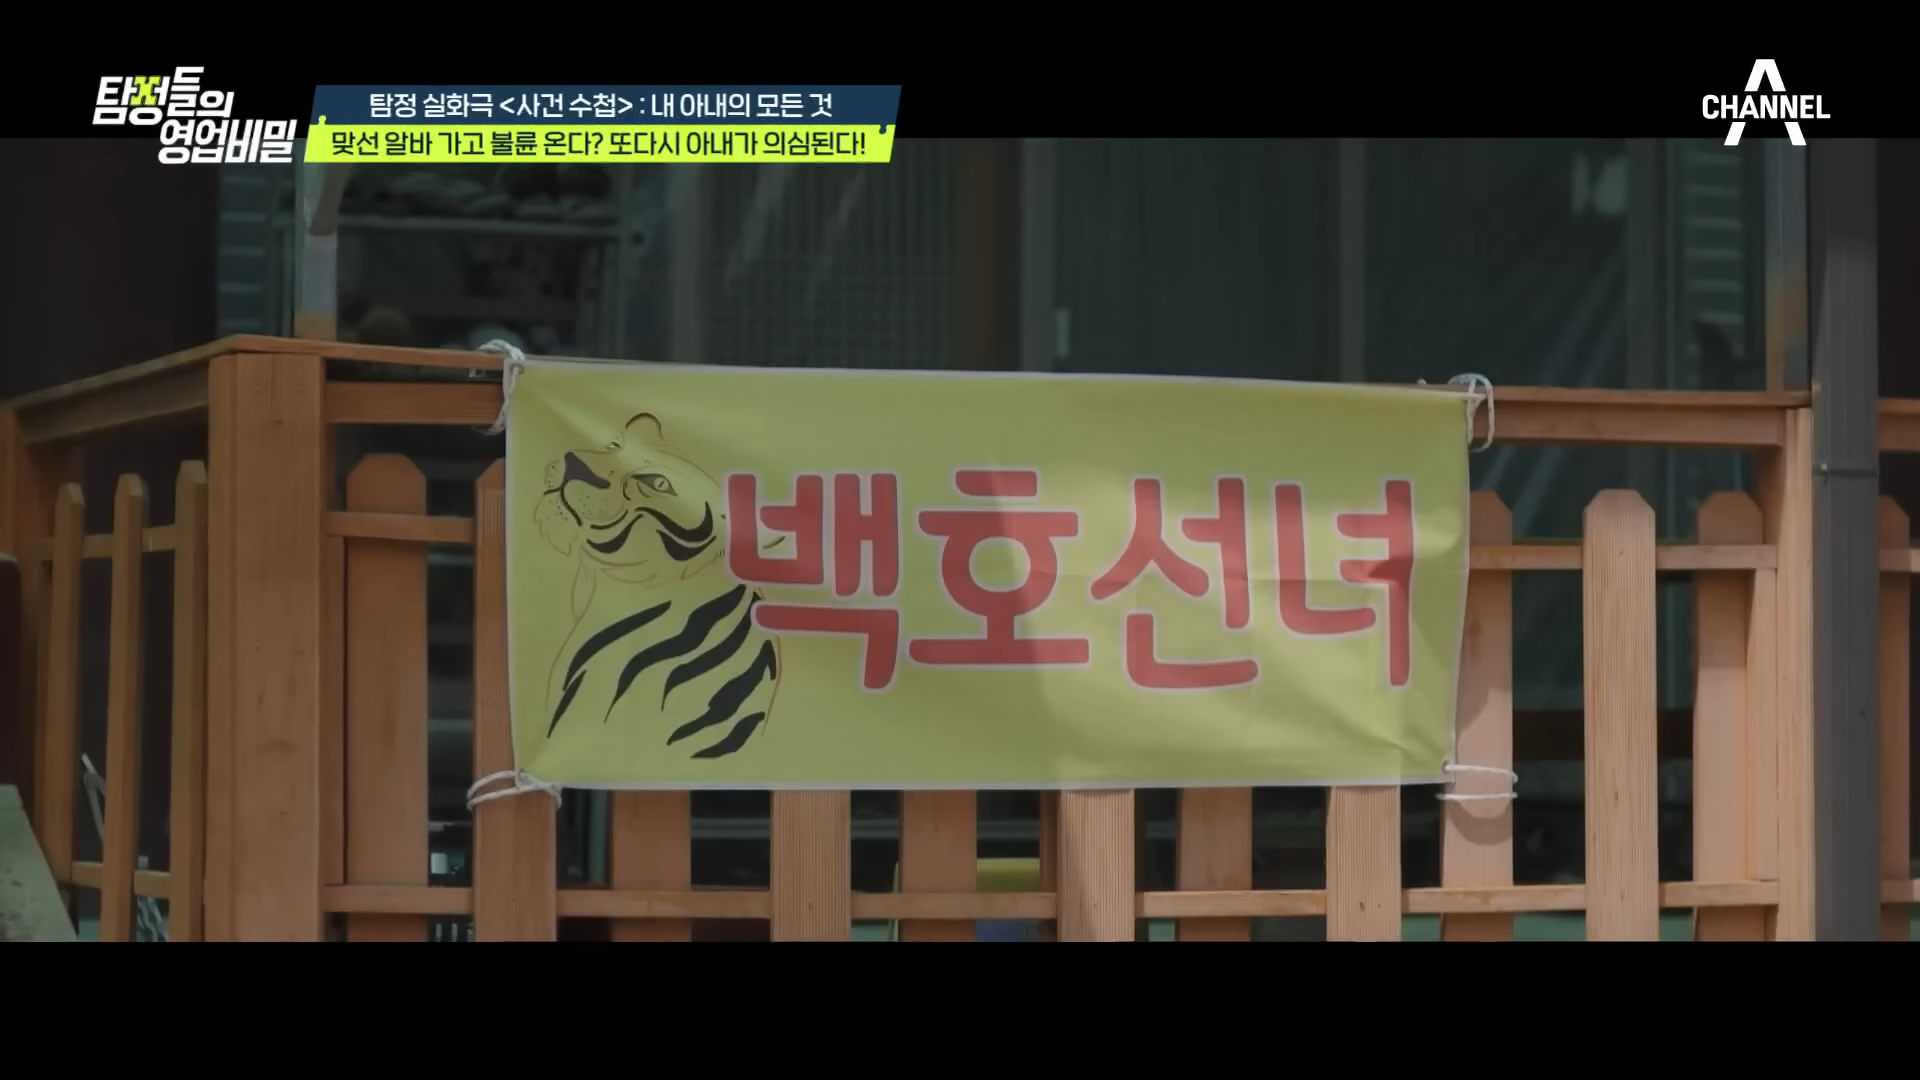 탐정들의
영업비밀
탐정 실화극 <사건 수첩> : 내 아내의 모든 것
맞선 알바 가고 불륜 온다? 또다시 아내가 의심된다!
CHANNEL A
백호선녀